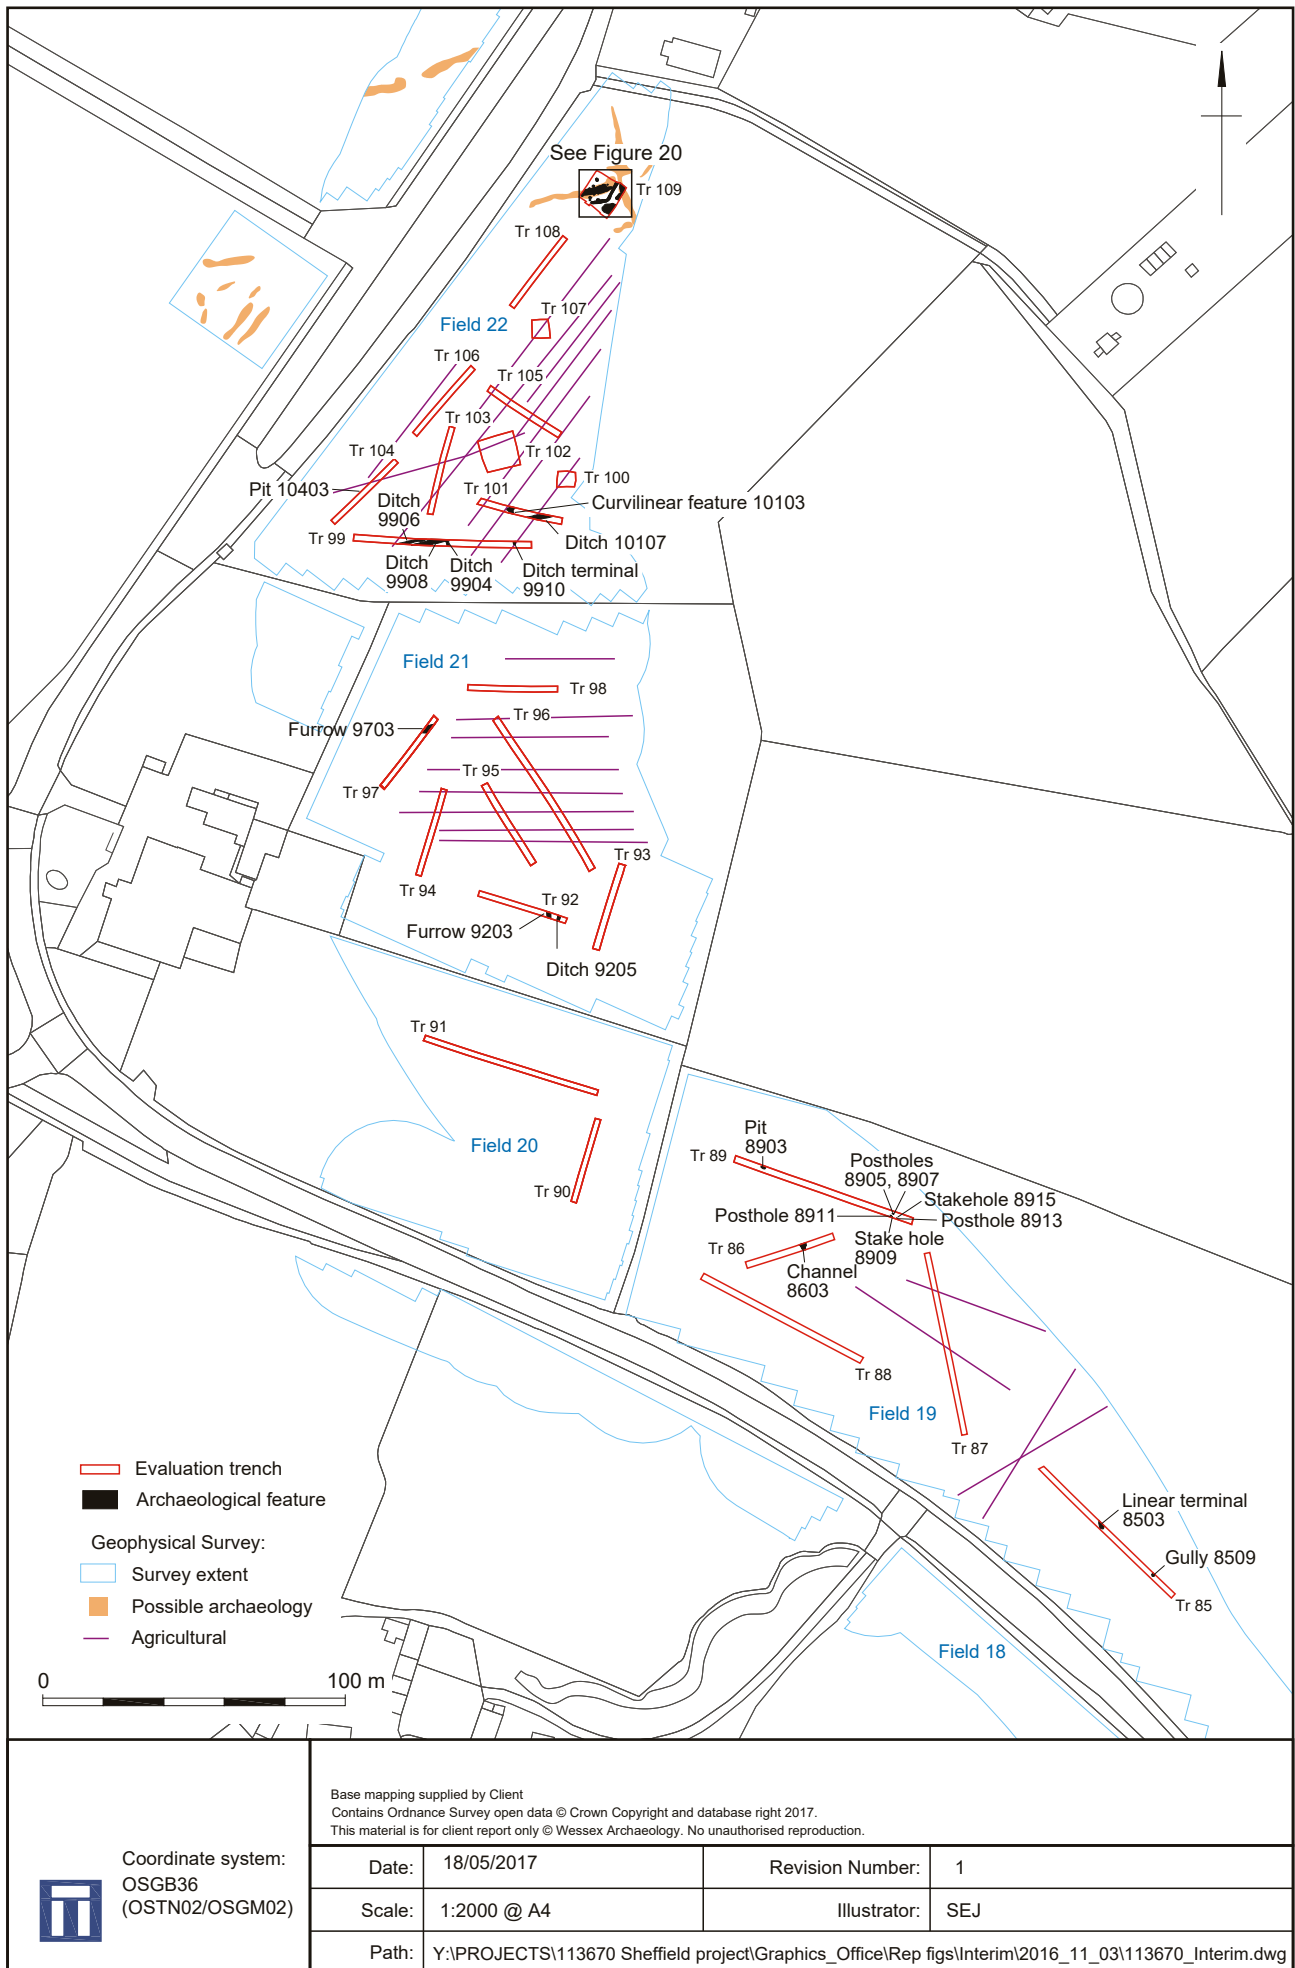 See Figure 20
Tr 109
Tr 108
Tr 107
Field 22
Tr 106
Tr 105
Tr 103
Tr 104
Tr 102
Tr 100
Pit 10403
Tr 101
Ditch
9906
Curvilinear feature 10103
Tr 99
Ditch 10107
Ditch
9908
Ditch
9904
Ditch terminal
9910
Field 21
Tr 98
Tr 96
Furrow 9703
Tr 95
Tr 97
Tr 93
Tr 94
Tr 92
Furrow 9203
Ditch 9205
Tr 91
Field 20
Tr 90
Pit
8903
Tr 89
Postholes
8905, 8907
Stakehole 8915
Posthole 8911
Posthole 8913
Stake hole
8909
Tr 86
Channel
8603
Tr 88
Field 19
Tr 87
Linear terminal
8503
Gully 8509
Tr 85
Field 18
Evaluation trench
Archaeological feature
Geophysical Survey:
Survey extent
Possible archaeology
Agricultural
0 100 m
Base mapping supplied by Client
Contains Ordnance Survey open data © Crown Copyright and database right 2017.
This material is for client report only © Wessex Archaeology. No unauthorised reproduction.
Coordinate system:
OSGB36
(OSTN02/OSGM02)
Date: 18/05/2017 Revision Number: 1
Scale: 1:2000 @ A4 Illustrator: SEJ
Path: Y:\PROJECTS\113670 Sheffield project\Graphics_Office\Rep figs\Interim\2016_11_03\113670_Interim.dwg